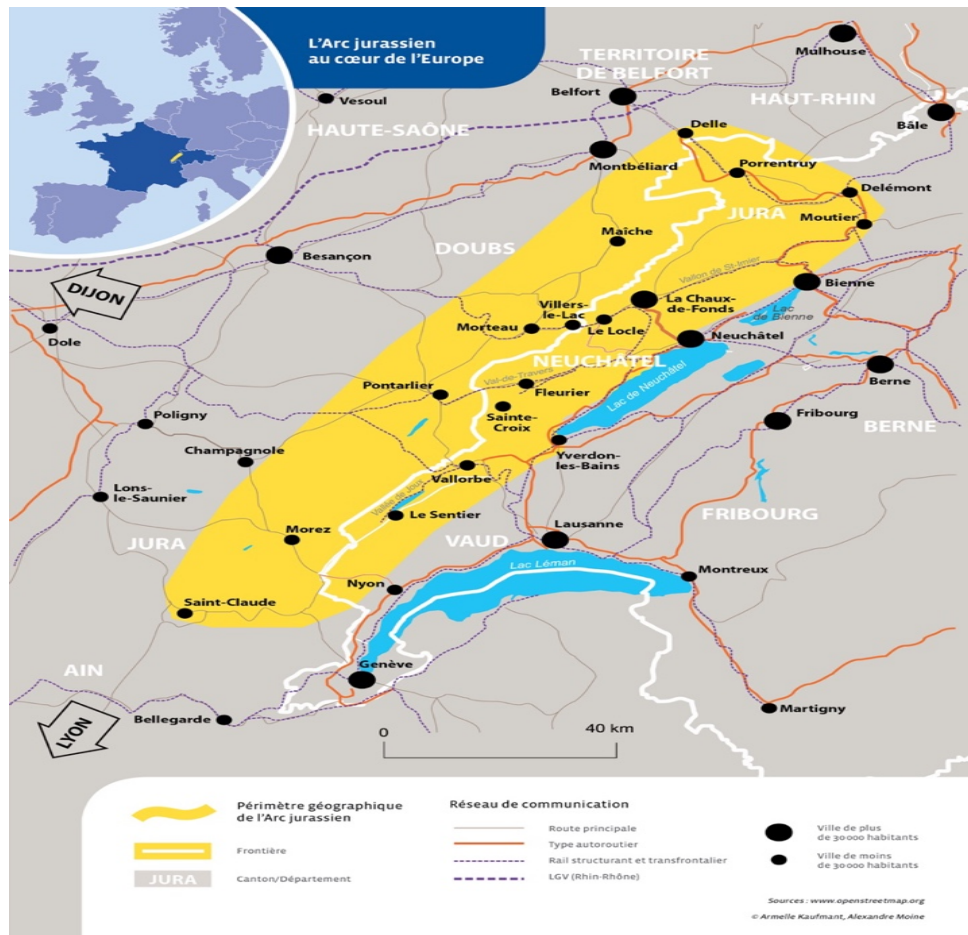 L'Arc jurassien
au cœur de l'Europe
TERRITOIRE
DE BELFORT
Mulhouse
Vesoul
Belfort
HAUT-RHIN
HAUTE-SAÔNE
Bâle
Delle
Montbéliard
Porrentruy
Delémont
JURA
Moutier
Maîche
DOUBS
Besançon
Vallon de St-Imier
Bienne
DIJON
La Chaux-
de-Fonds
Villers-
le-Lac
Lac
de Bienne
Morteau
Le Locle
Neuchâtel
Dole
NEUCHÂTEL
Berne
Val-de-Travers
Lac de Neuchâtel
Pontarlier
Fleurier
Poligny
Sainte-
Croix
Fribourg
BERNE
Champagnole
Yverdon-
les-Bains
Vallorbe
Lons-
le-Saunier
Vallée de Joux
Le Sentier
FRIBOURG
Lausanne
Morez
VAUD
JURA
Lac Léman
Montreux
Nyon
Saint-Claude
AIN
Genève
Bellegarde
Martigny
LYON
0
40 km
Périmètre géographique
de l'Arc jurassien
Frontière
JURA
Canton/Département
Réseau de communication
Route principale
Type autoroutier
Rail structurant et transfrontalier
LGV (Rhin-Rhône)
Ville de plus
de 30000 habitants
Ville de moins
de 30000 habitants
Sources : www.openstreetmap.org
© Armelle Kaufmant, Alexandre Moine